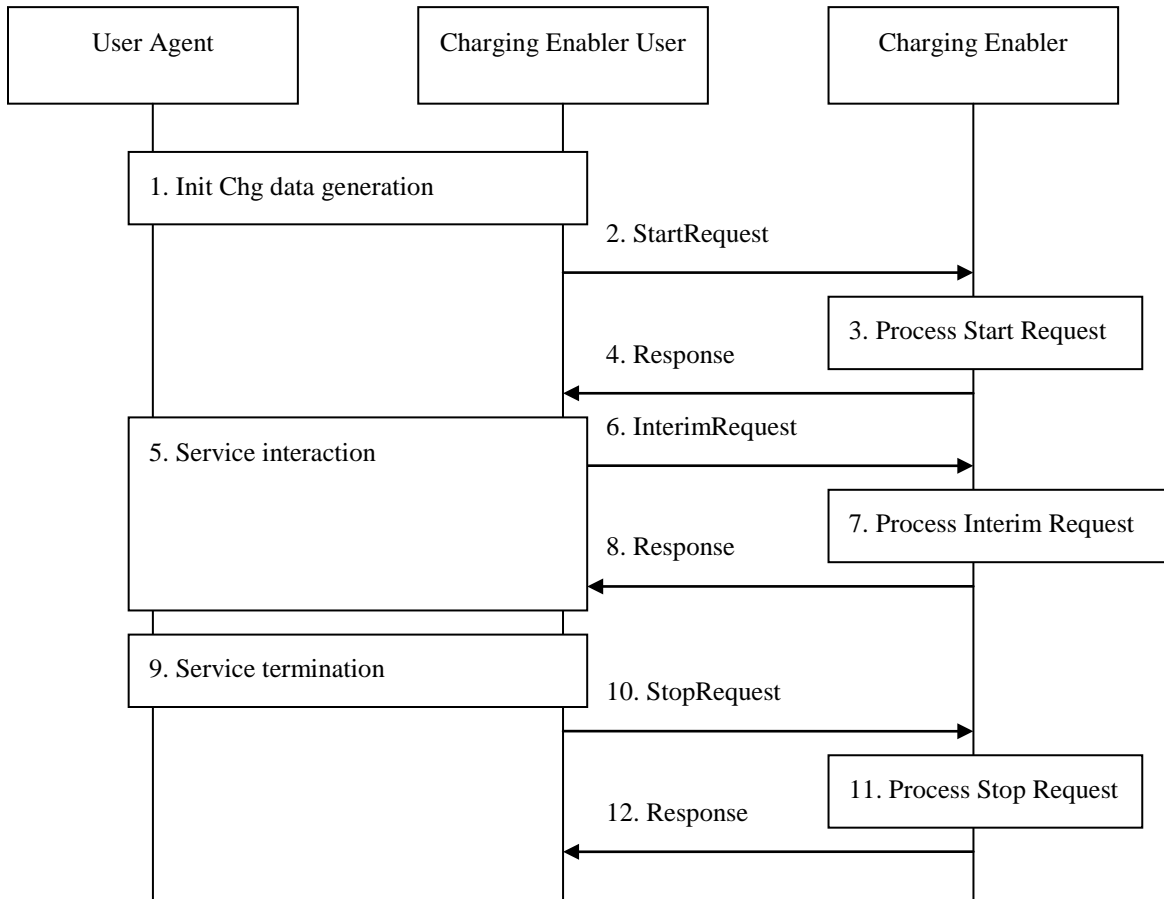 User Agent
Charging Enabler User
Charging Enabler
1. Init Chg data generation
2. StartRequest
3. Process Start Request
4. Response
5. Service interaction
6. InterimRequest
7. Process Interim Request
8. Response
9. Service termination
10. StopRequest
11. Process Stop Request
12. Response